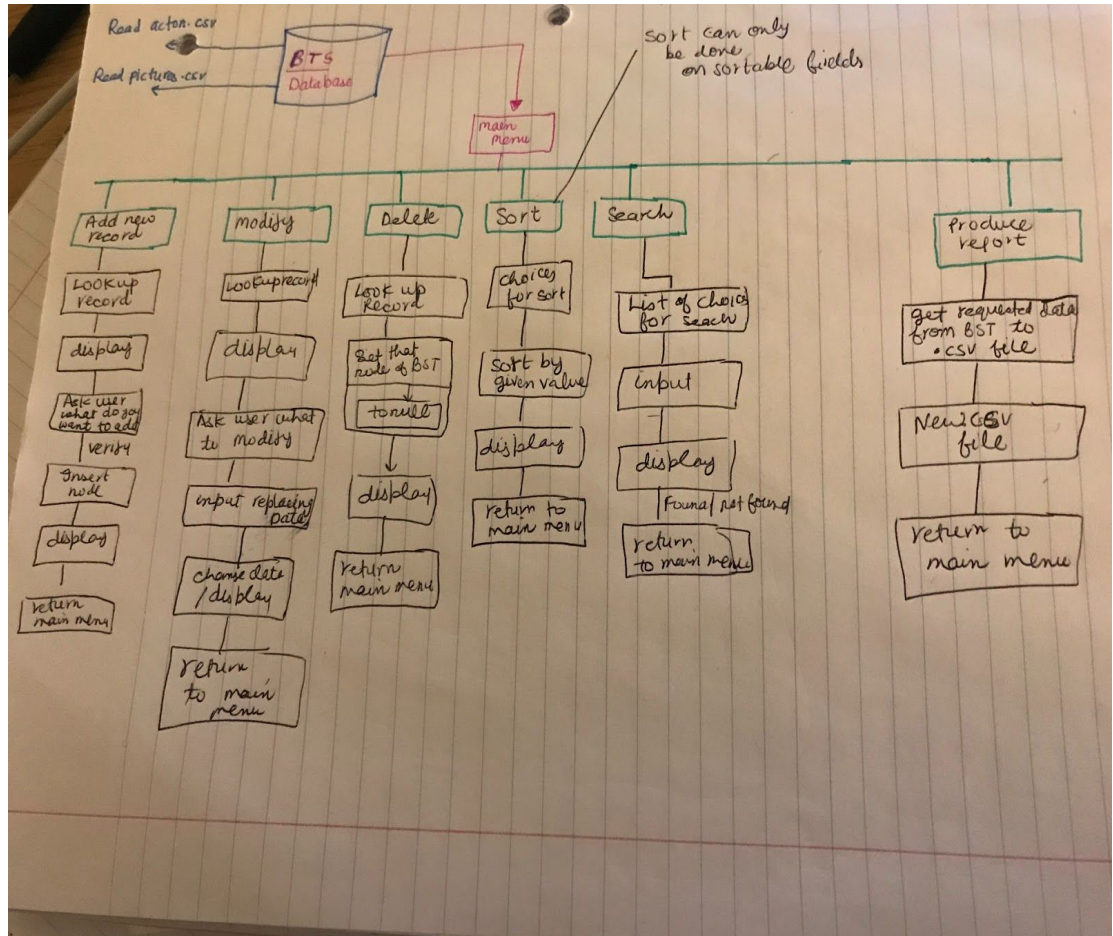 Read actor.csv
Read pictures.csv
BTS
Database
main
menu
sort can only
be done
on sortable fields
Add new
record
Lookup
record
display
Ask user
what do you
want to add
verify
Insert
node
display
return
main menu
modify
Lookup record
display
Ask user what
to modify
input replacing
Data
change data
/display
return
to main
menu
Delete
Look up
Record
Set that
node of BST
to null
display
return
main menu
Sort
choices
for sort
sort by
given value
display
return to
main menu
Search
List of choices
for seach
input
display
Found/not found
return
to main menu
Produce
report
get requested data
from BST to
.csv file
New CSV
file
return to
main menu